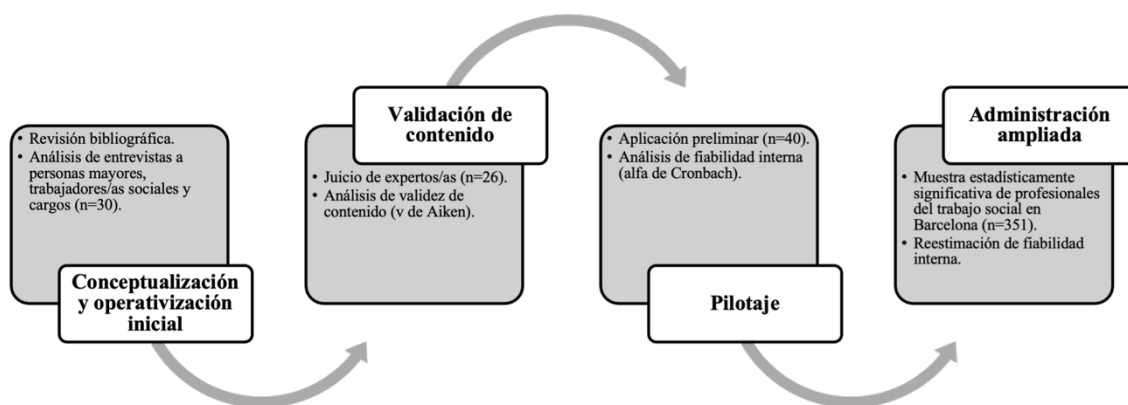 • Revisión bibliográfica.
• Análisis de entrevistas a
personas mayores,
trabajadores/as sociales y
cargos (n=30).
Conceptualización
y operativización
inicial
Validación de
contenido
• Juicio de expertos/as (n=26).
• Análisis de validez de
contenido (v de Aiken).
• Aplicación preliminar (n=40).
• Análisis de fiabilidad interna
(alfa de Cronbach).
Pilotaje
Administración
ampliada
• Muestra estadísticamente
significativa de profesionales
del trabajo social en
Barcelona (n=351).
• Reestimación de fiabilidad
interna.